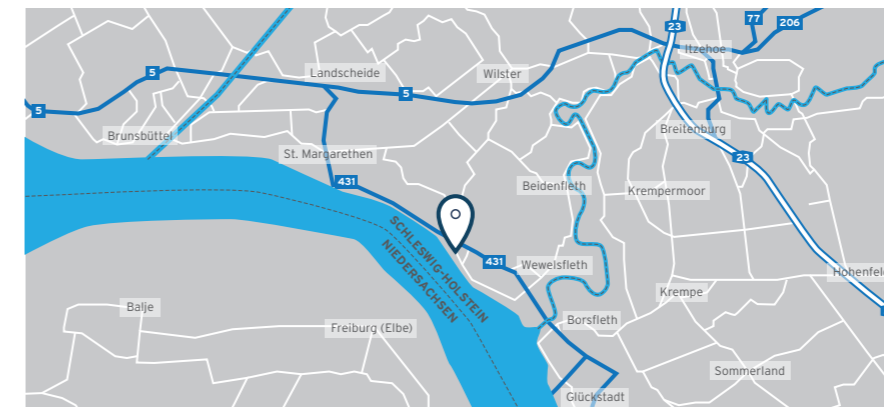 77
206
23
Itzehoe
Landscheide
Wilster
5
5
5
Brunsbüttel
Breitenburg
St. Margarethen
23
431
Beidenfleth
Krempermoor
SCHLESWIG-HOLSTEIN
NIEDERSACHSEN
431
Wewelsfleth
Hohenfeld
Krempe
Balje
Freiburg (Elbe)
Borsfleth
Sommerland
Glückstadt